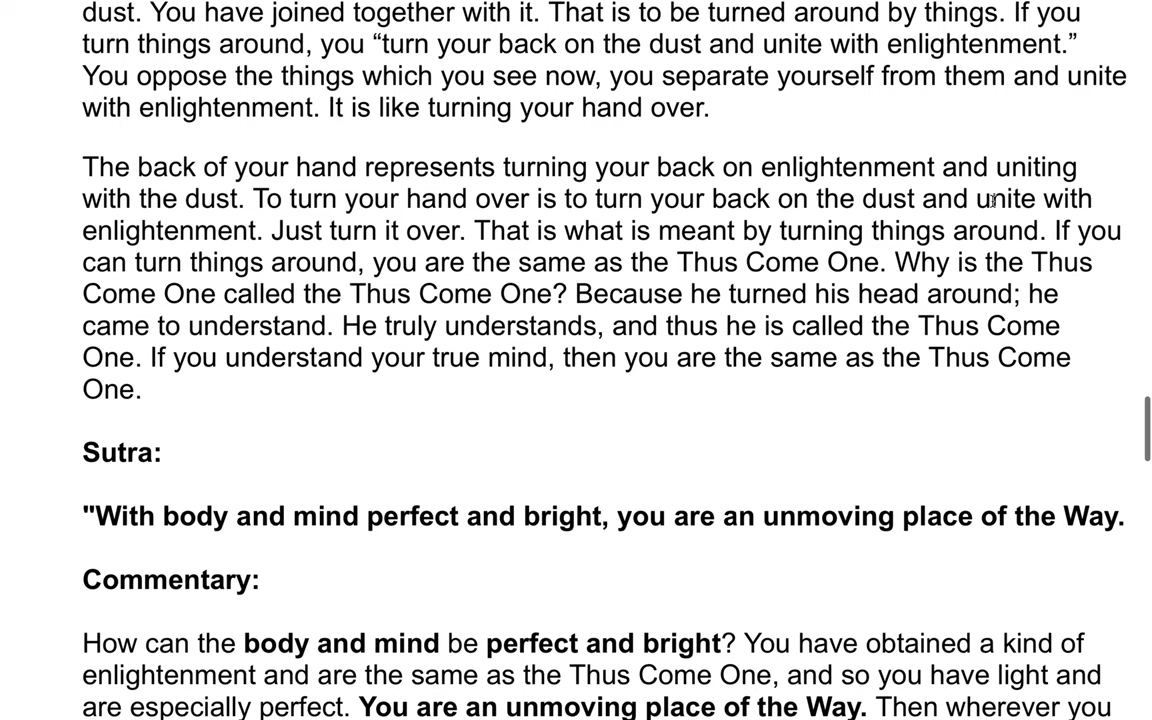 dust. You have joined together with it. That is to be turned around by things. If you
turn things around, you “turn your back on the dust and unite with enlightenment.”
You oppose the things which you see now, you separate yourself from them and unite
with enlightenment. It is like turning your hand over.
The back of your hand represents turning your back on enlightenment and uniting
with the dust. To turn your hand over is to turn your back on the dust and unite with
enlightenment. Just turn it over. That is what is meant by turning things around. If you
can turn things around, you are the same as the Thus Come One. Why is the Thus
Come One called the Thus Come One? Because he turned his head around; he
came to understand. He truly understands, and thus he is called the Thus Come
One. If you understand your true mind, then you are the same as the Thus Come
One.
Sutra:
"With body and mind perfect and bright, you are an unmoving place of the Way.
Commentary:
How can the body and mind be perfect and bright? You have obtained a kind of
enlightenment and are the same as the Thus Come One, and so you have light and
are especially perfect. You are an unmoving place of the Way. Then wherever you